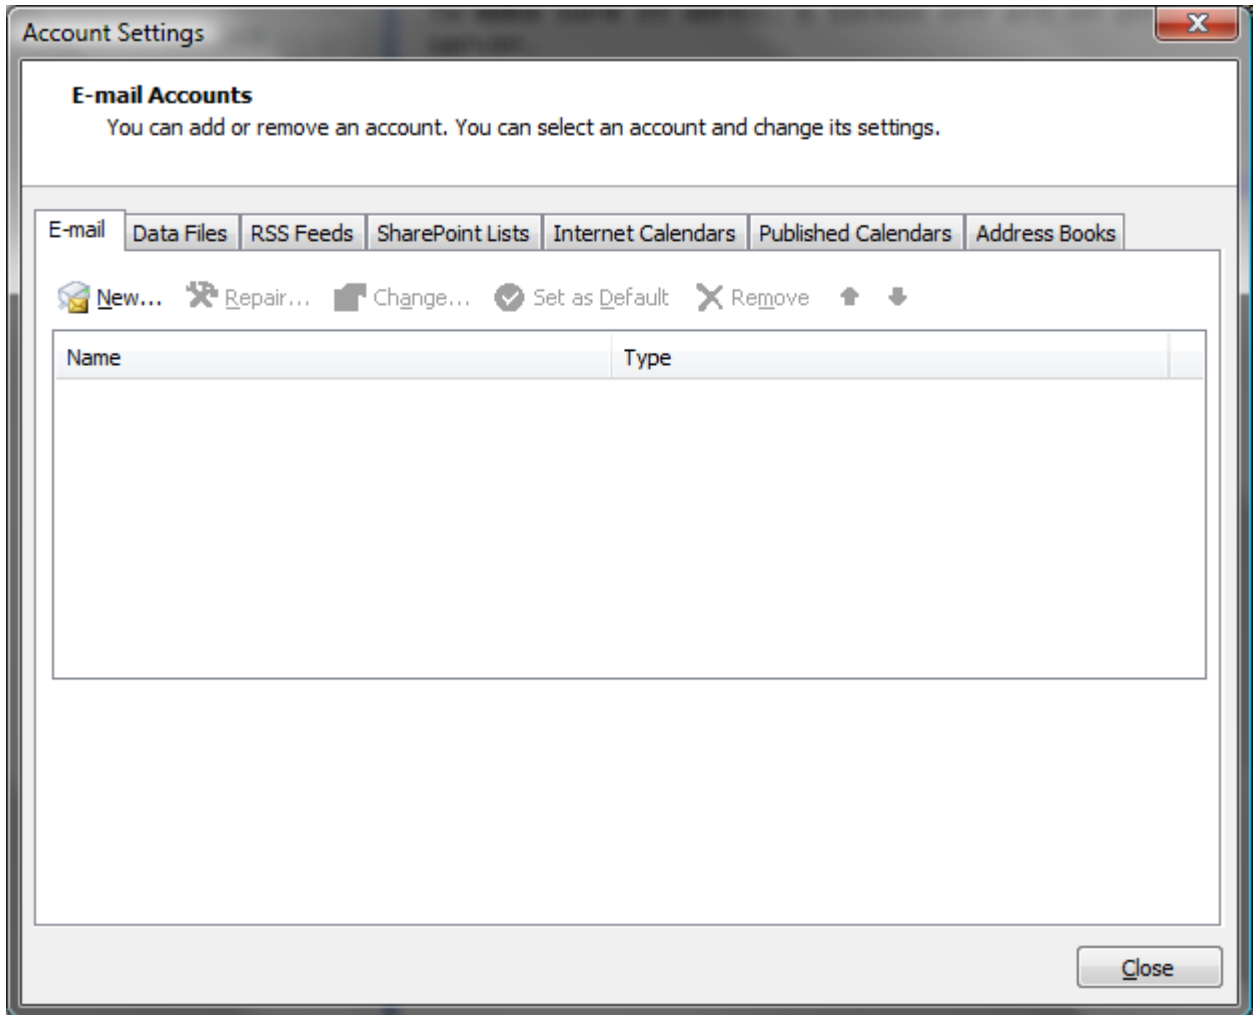 Account Settings
E-mail Accounts
You can add or remove an account. You can select an account and change its settings.
E-mail Data Files RSS Feeds SharePoint Lists Internet Calendars Published Calendars Address Books
New... Repair... Change... Set as Default Remove
Name Type
Close